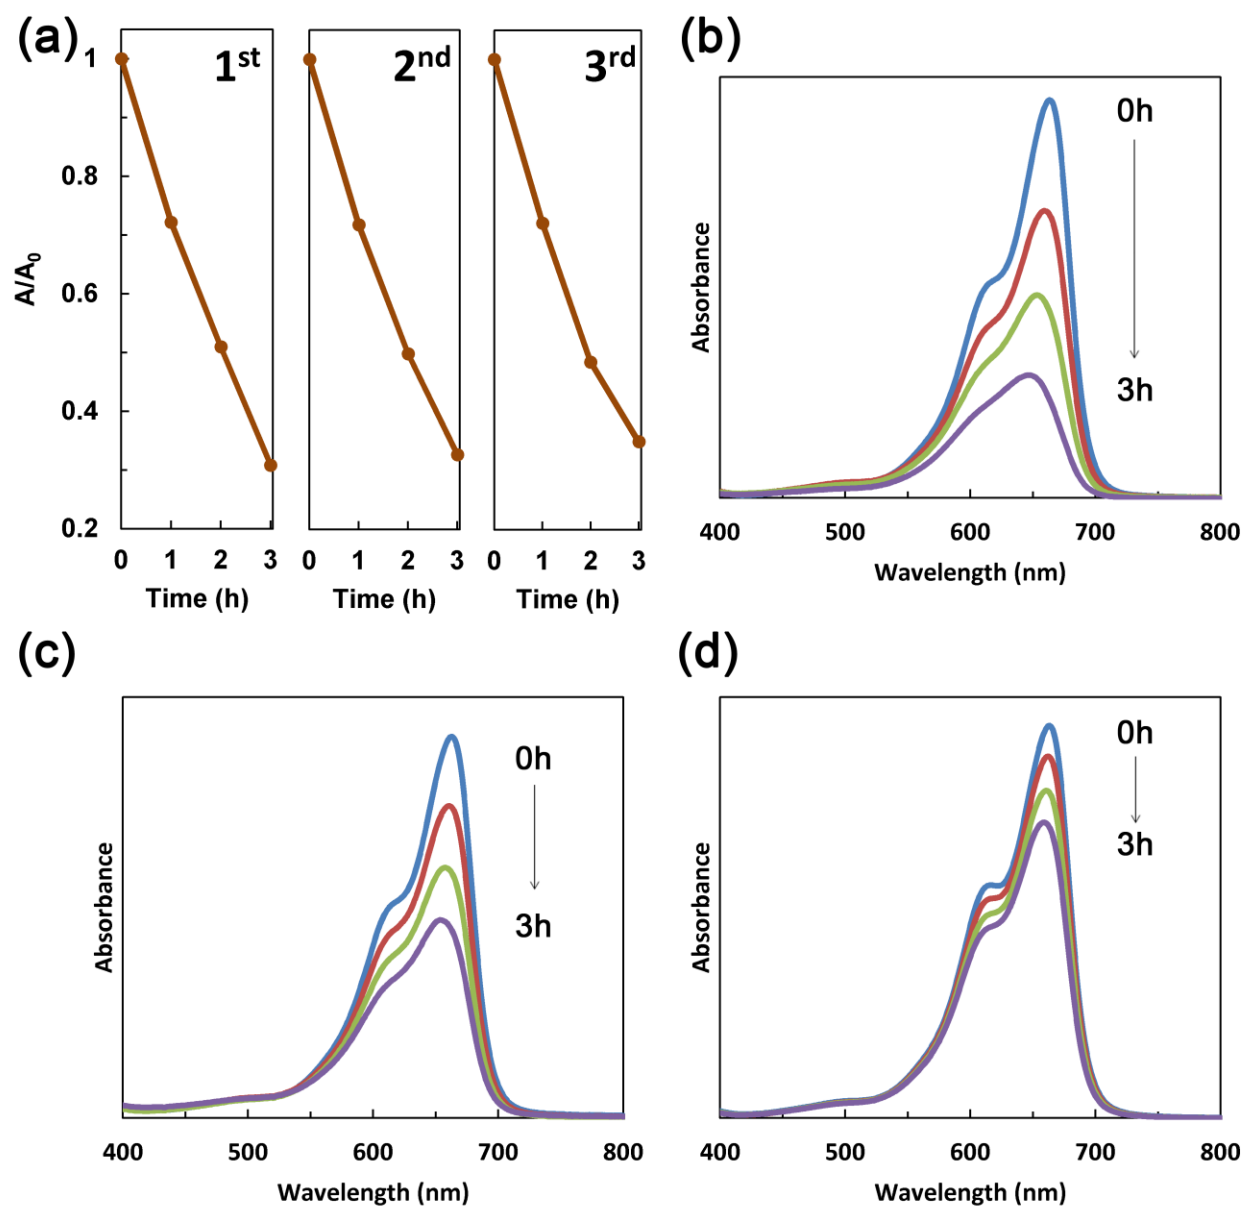 (a)
1st
2nd
3rd
1
0.8
0.6
0.4
0.2
A/A0
0 1 2 3
0 1 2 3
0 1 2 3
Time (h)
Time (h)
Time (h)
(b)
0h
3h
Absorbance
400 500 600 700 800
Wavelength (nm)
(c)
0h
3h
Absorbance
400 500 600 700 800
Wavelength (nm)
(d)
0h
3h
Absorbance
400 500 600 700 800
Wavelength (nm)